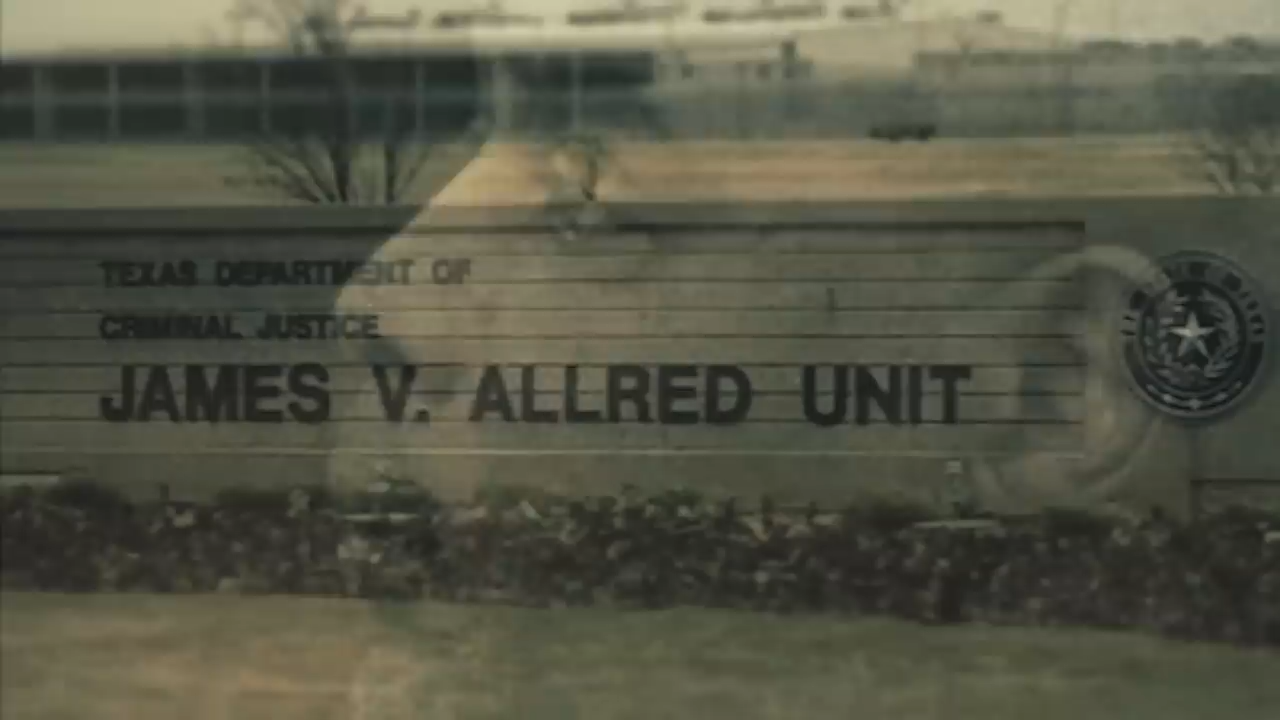 TEXAS DEPARTMENT OF
CRIMINAL JUSTICE
JAMES V. ALLRED UNIT